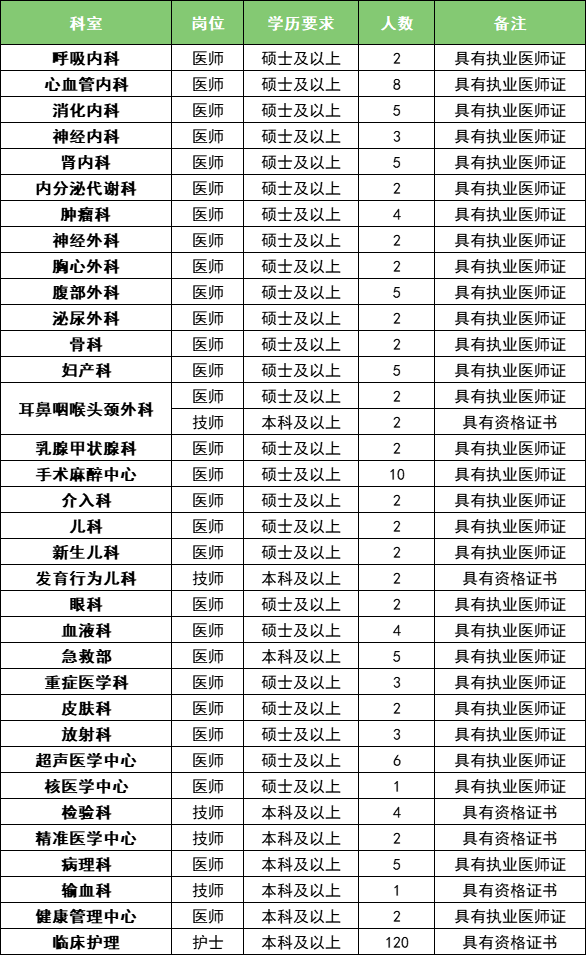 科室 岗位 学历要求 人数 备注
呼吸内科 医师 硕士及以上 2 具有执业医师证
心血管内科 医师 硕士及以上 8 具有执业医师证
消化内科 医师 硕士及以上 5 具有执业医师证
神经内科 医师 硕士及以上 3 具有执业医师证
肾内科 医师 硕士及以上 5 具有执业医师证
内分泌代谢科 医师 硕士及以上 2 具有执业医师证
肿瘤科 医师 硕士及以上 4 具有执业医师证
神经外科 医师 硕士及以上 2 具有执业医师证
胸心外科 医师 硕士及以上 2 具有执业医师证
腹部外科 医师 硕士及以上 5 具有执业医师证
泌尿外科 医师 硕士及以上 2 具有执业医师证
骨科 医师 硕士及以上 2 具有执业医师证
妇产科 医师 硕士及以上 5 具有执业医师证
耳鼻咽喉头颈外科 医师 硕士及以上 2 具有执业医师证
技师 本科及以上 2 具有资格证书
乳腺甲状腺科 医师 硕士及以上 2 具有执业医师证
手术麻醉中心 医师 硕士及以上 10 具有执业医师证
介入科 医师 硕士及以上 2 具有执业医师证
儿科 医师 硕士及以上 2 具有执业医师证
新生儿科 医师 硕士及以上 2 具有执业医师证
发育行为儿科 技师 本科及以上 2 具有资格证书
眼科 医师 硕士及以上 2 具有执业医师证
血液科 医师 硕士及以上 4 具有执业医师证
急救部 医师 本科及以上 5 具有执业医师证
重症医学科 医师 硕士及以上 3 具有执业医师证
皮肤科 医师 硕士及以上 2 具有执业医师证
放射科 医师 硕士及以上 3 具有执业医师证
超声医学中心 医师 硕士及以上 6 具有执业医师证
核医学中心 医师 硕士及以上 1 具有执业医师证
检验科 技师 本科及以上 4 具有资格证书
精准医学中心 技师 本科及以上 2 具有资格证书
病理科 医师 本科及以上 5 具有执业医师证
输血科 技师 本科及以上 1 具有资格证书
健康管理中心 医师 本科及以上 2 具有执业医师证
临床护理 护士 本科及以上 120 具有资格证书